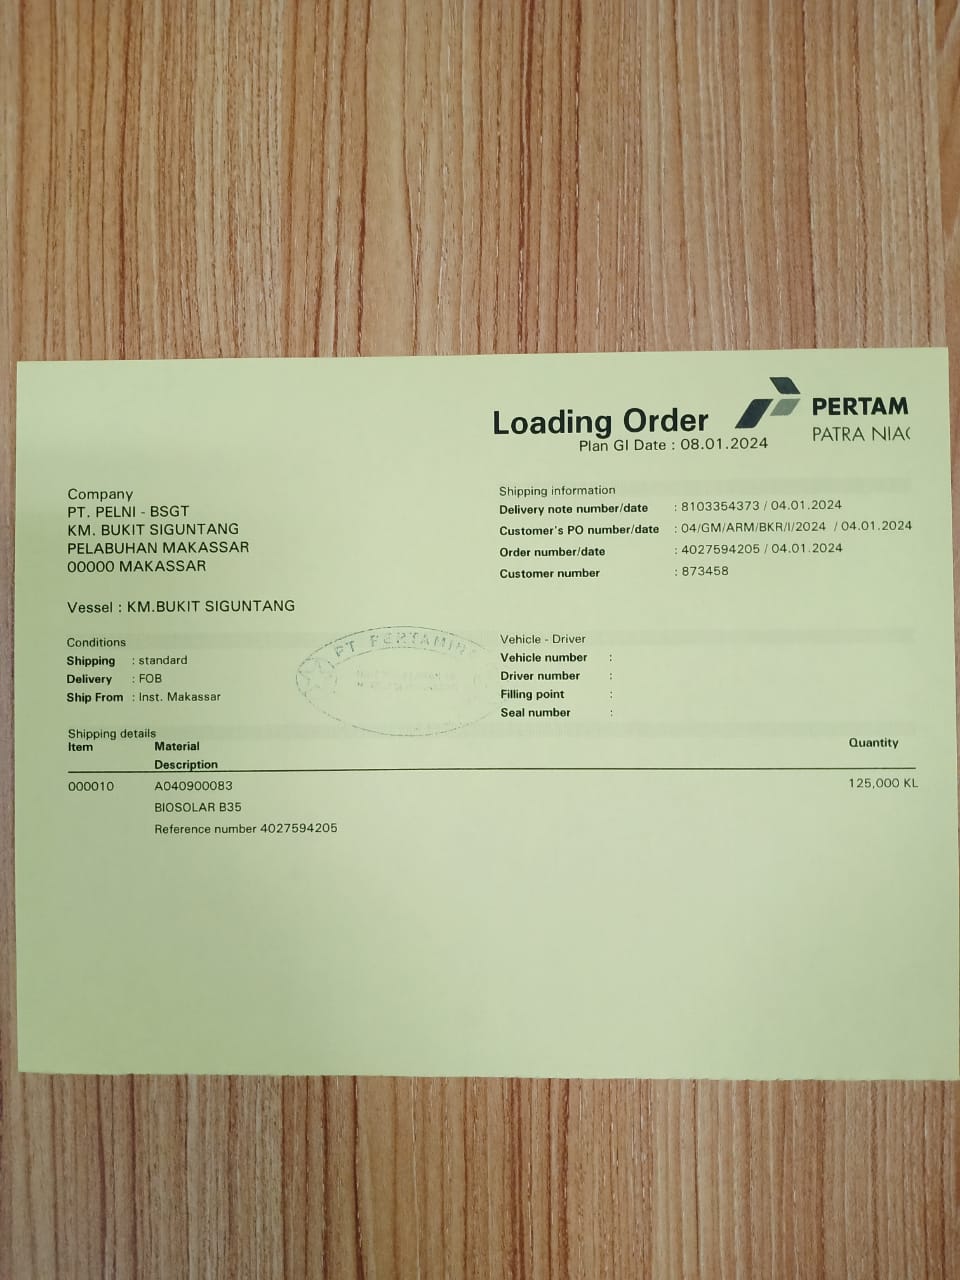 Loading Order
Plan GI Date : 08.01.2024
PERTAM
PATRA NIA
Company
PT. PELNI - BSGT
KM. BUKIT SIGUNTANG
PELABUHAN MAKASSAR
00000 MAKASSAR
Vessel : KM.BUKIT SIGUNTANG
Shipping information
Delivery note number/date : 8103354373 / 04.01.2024
Customer's PO number/date : 04/GM/ARM/BKR/I/2024 / 04.01.2024
Order number/date : 4027594205 / 04.01.2024
Customer number : 873458
Conditions
Shipping : standard
Delivery : FOB
Ship From : Inst. Makassar
PT PERTAMIN
Vehicle - Driver
Vehicle number :
Driver number :
Filling point :
Seal number :
Shipping details
Item Material Quantity
Description
000010 A040900083 125,000 KL
BIOSOLAR B35
Reference number 4027594205